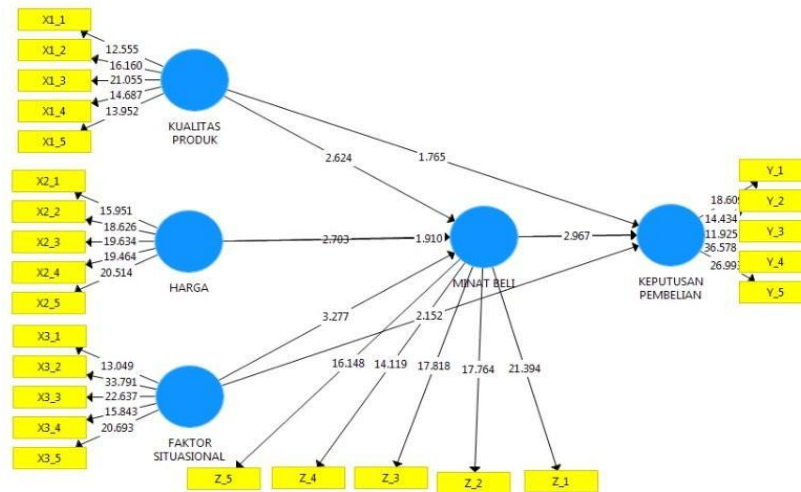 X1_1
X1_2
X1_3
X1_4
X1_5
12.555
16.160
21.055
14.687
13.952
KUALITAS
PRODUK
2.624
1.765
X2_1
X2_2
X2_3
X2_4
X2_5
15.951
18.626
19.634
19.464
20.514
HARGA
2.703
1.910
MINAT BELI
2.967
KEPUTUSAN
PEMBELIAN
18.609
14.434
11.925
36.578
26.993
Y_1
Y_2
Y_3
Y_4
Y_5
X3_1
X3_2
X3_3
X3_4
X3_5
13.049
33.791
22.637
15.843
20.693
FAKTOR
SITUASIONAL
3.277
2.152
16.148
14.119
17.818
17.764
21.394
Z_5
Z_4
Z_3
Z_2
Z_1